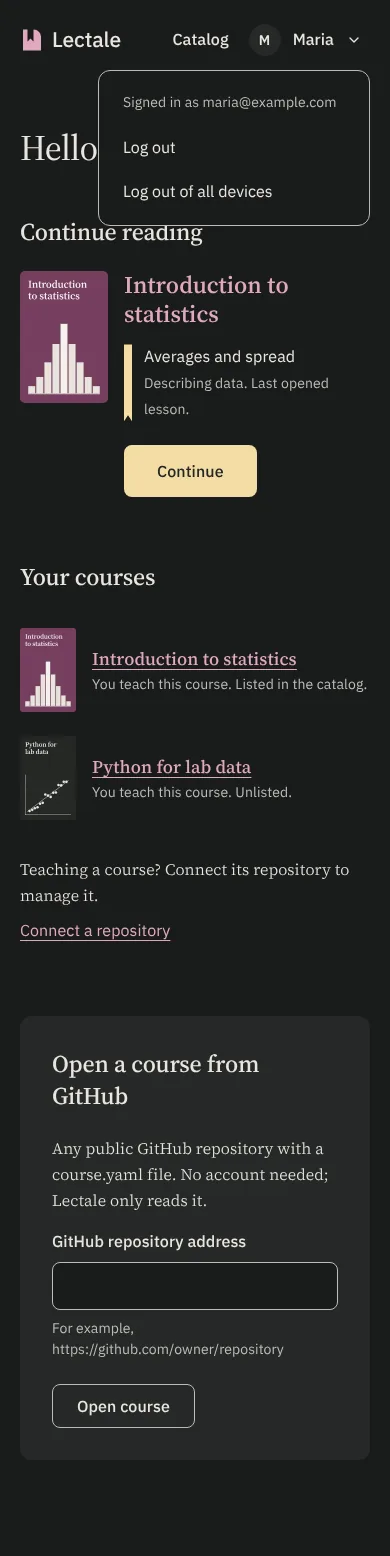 Lectale
Catalog
M
Maria
Signed in as maria@example.com
Log out
Log out of all devices
Hello
Continue reading
Introduction
to statistics
Introduction to
statistics
Averages and spread
Describing data. Last opened
lesson.
Continue
Your courses
Introduction
to statistics
Introduction to statistics
You teach this course. Listed in the catalog.
Python for
lab data
Python for lab data
You teach this course. Unlisted.
Teaching a course? Connect its repository to
manage it.
Connect a repository
Open a course from
GitHub
Any public GitHub repository with a
course.yaml file. No account needed;
Lectale only reads it.
GitHub repository address
For example,
https://github.com/owner/repository
Open course